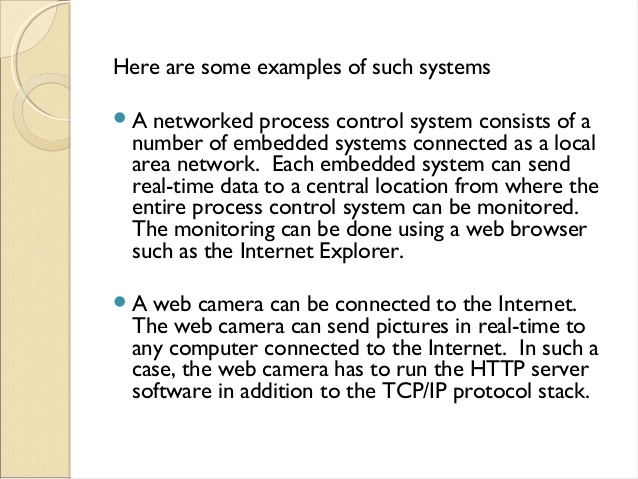 Here are some examples of such systems
A networked process control system consists of a
number of embedded systems connected as a local
area network. Each embedded system can send
real-time data to a central location from where the
entire process control system can be monitored.
The monitoring can be done using a web browser
such as the Internet Explorer.
A web camera can be connected to the Internet.
The web camera can send pictures in real-time to
any computer connected to the Internet. In such a
case, the web camera has to run the HTTP server
software in addition to the TCP/IP protocol stack.